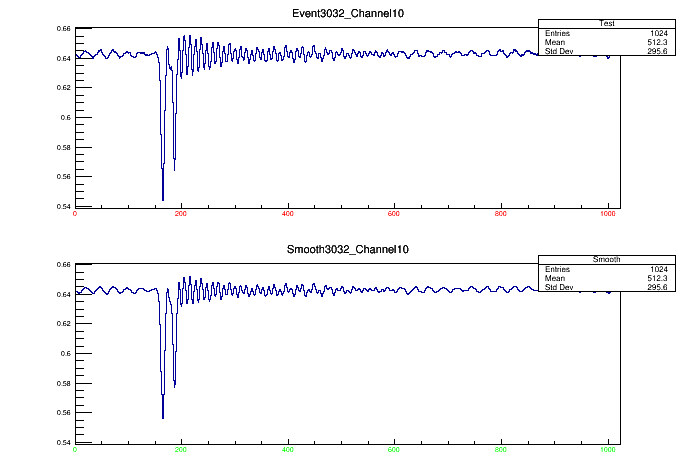 Event3032_Channel10
Test
Entries 1024
Mean 512.3
Std Dev 295.6
0.66
0.64
0.62
0.6
0.58
0.56
0.54
0 200 400 600 800 1000
Smooth3032_Channel10
Smooth
Entries 1024
Mean 512.3
Std Dev 295.6
0.66
0.64
0.62
0.6
0.58
0.56
0.54
0 200 400 600 800 1000